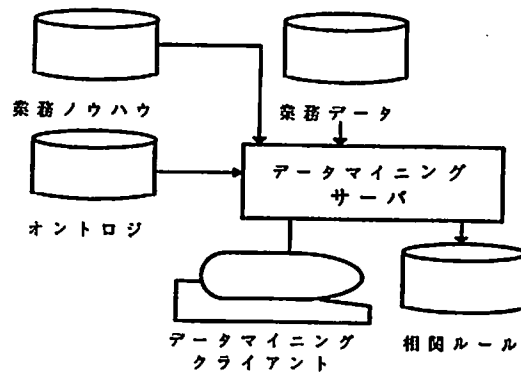 業務ノウハウ
業務データ
データマイニング
サーバ
オントロジ
データマイニング
クライアント
相関ルール